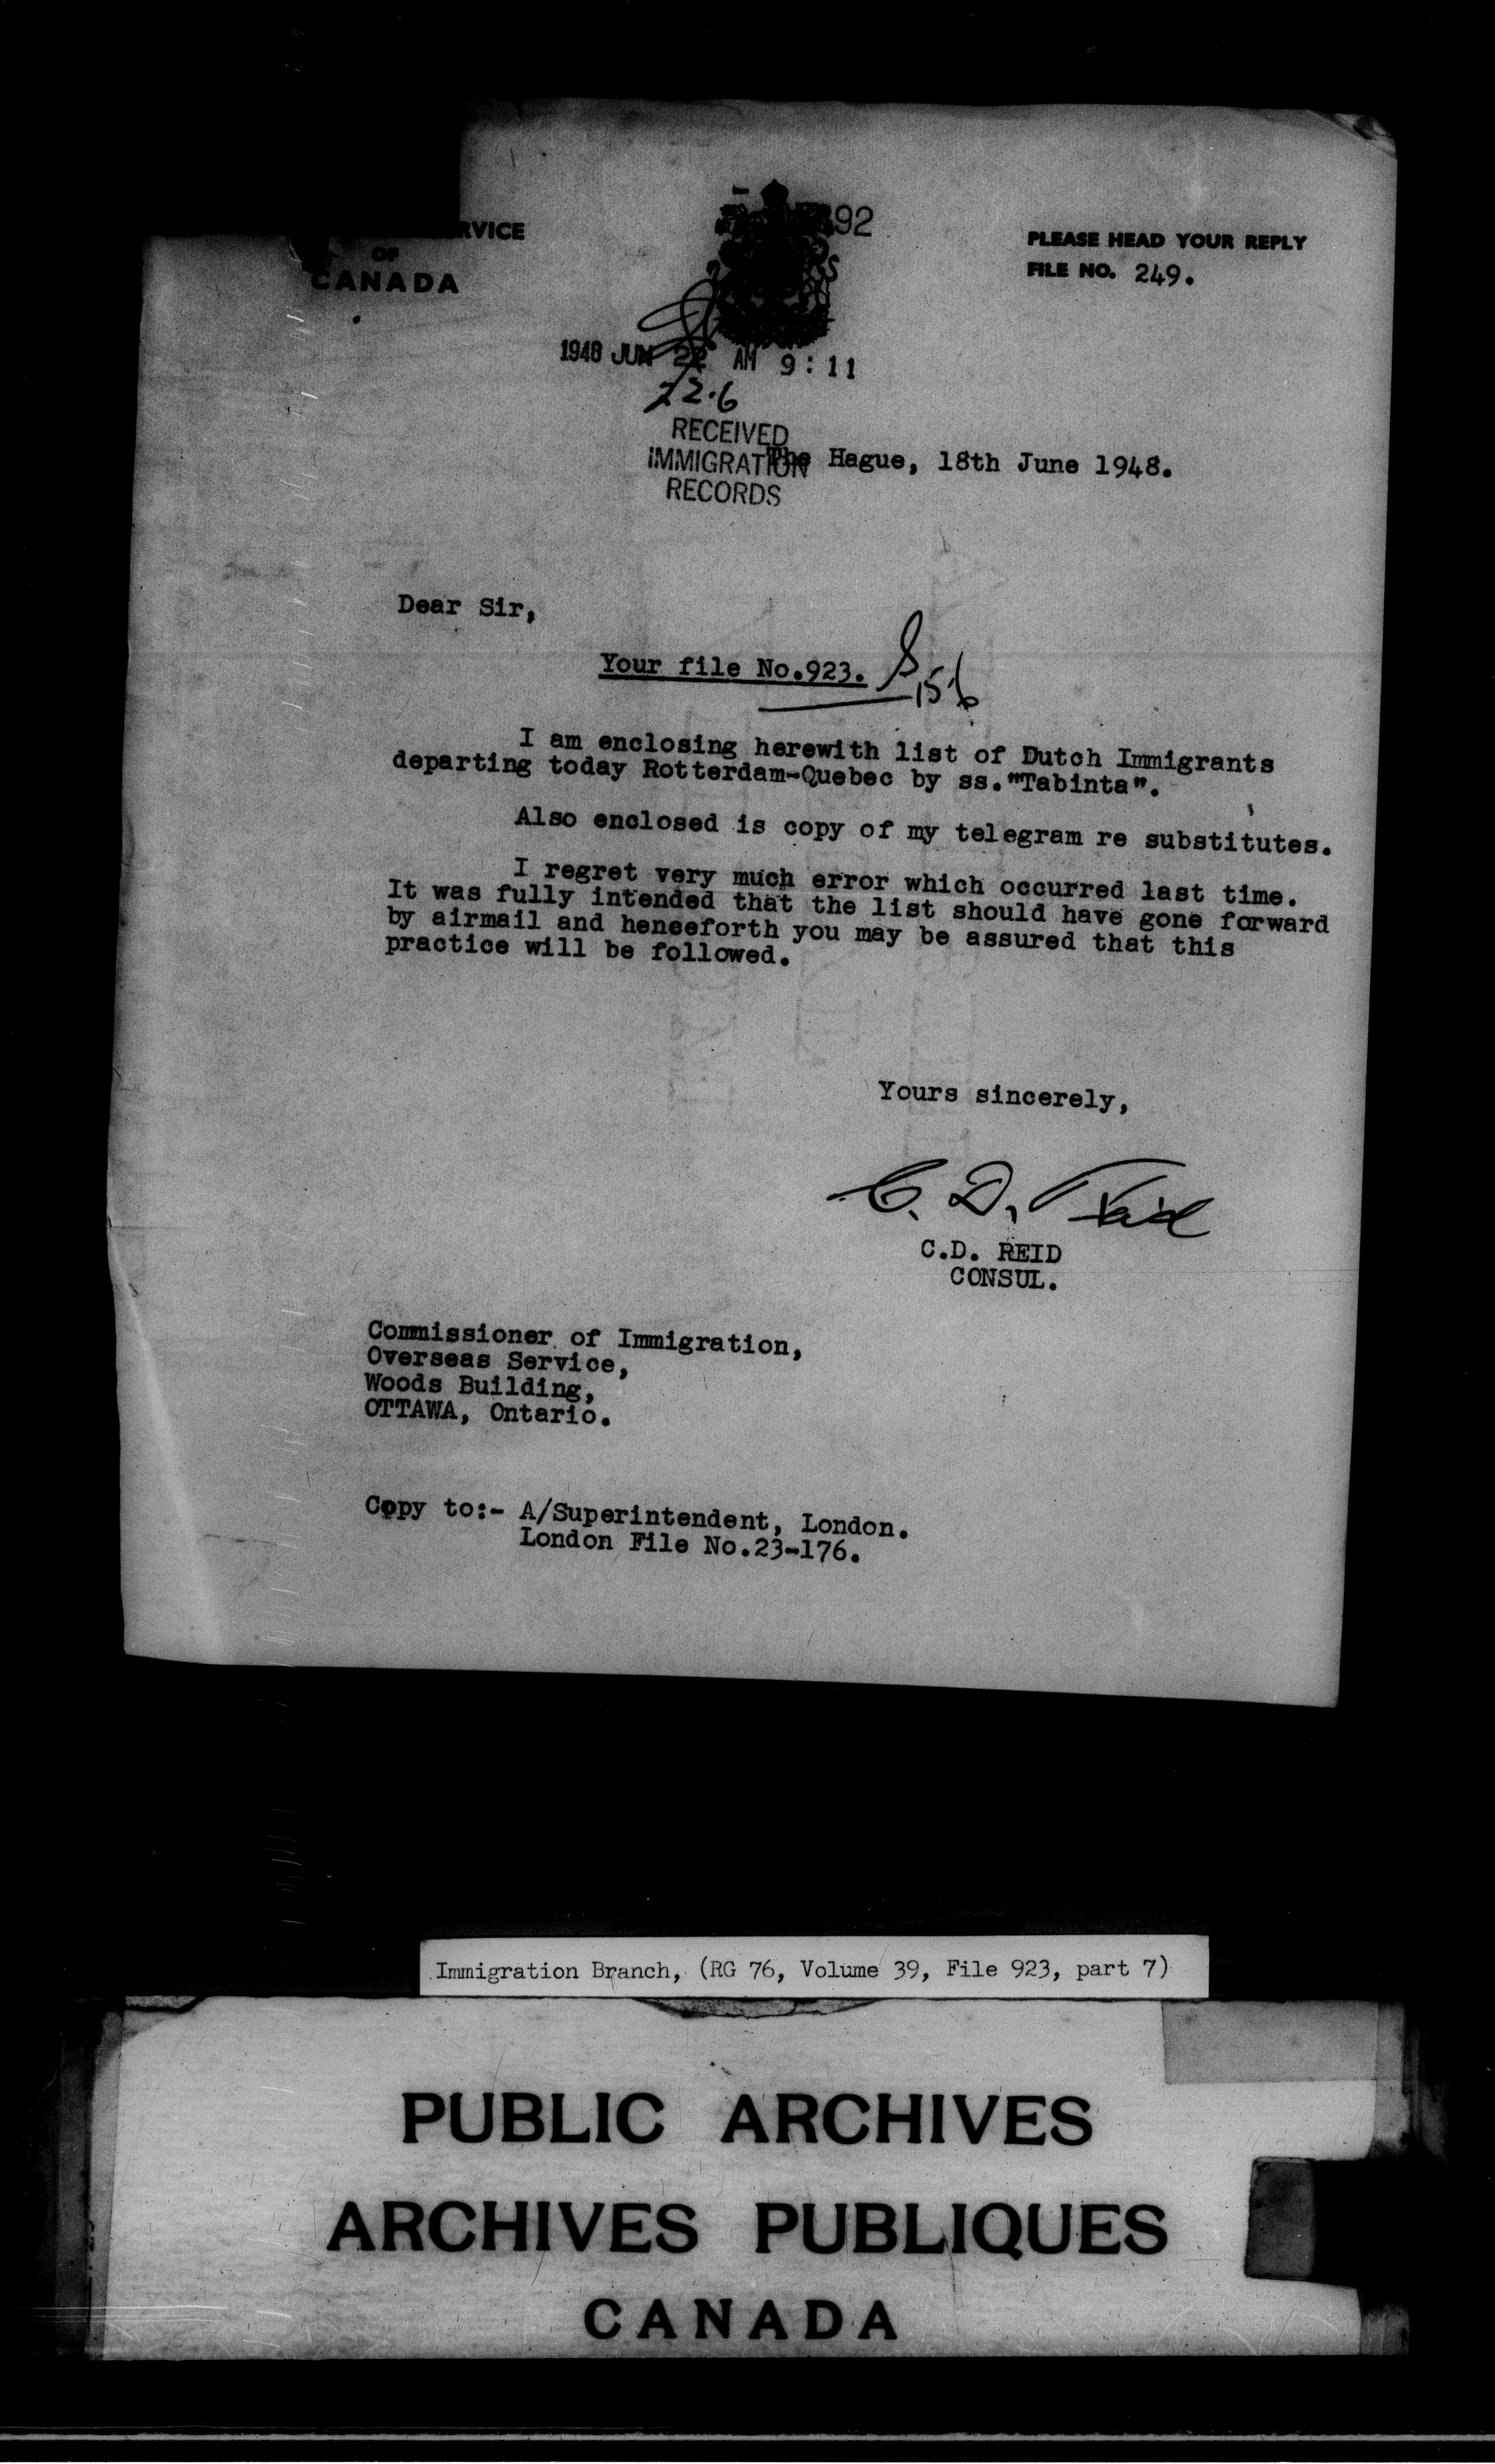 RVICE
OF
CANADA
92
PLEASE HEAD YOUR REPLY
FILE NO. 249.
1948 JUN 22 AM 9:11
22.6
RECEIVED
IMMIGRATION
RECORDS
The Hague, 18th June 1948.
Dear Sir,
Your file No.923.
I am enclosing herewith list of Dutch Immigrants
departing today Rotterdam-Quebec by ss."Tabinta".
Also enclosed is copy of my telegram re substitutes.
I regret very much error which occurred last time.
It was fully intended that the list should have gone forward
by airmail and henceforth you may be assured that this
practice will be followed.
Yours sincerely,
C. D. Reid
C.D. REID
CONSUL.
Commissioner of Immigration,
Overseas Service,
Woods Building,
OTTAWA, Ontario.
Copy to:- A/Superintendent, London.
London File No.23-176.
Immigration Branch, (RG 76, Volume 39, File 923, part 7)
PUBLIC ARCHIVES
ARCHIVES PUBLIQUES
CANADA